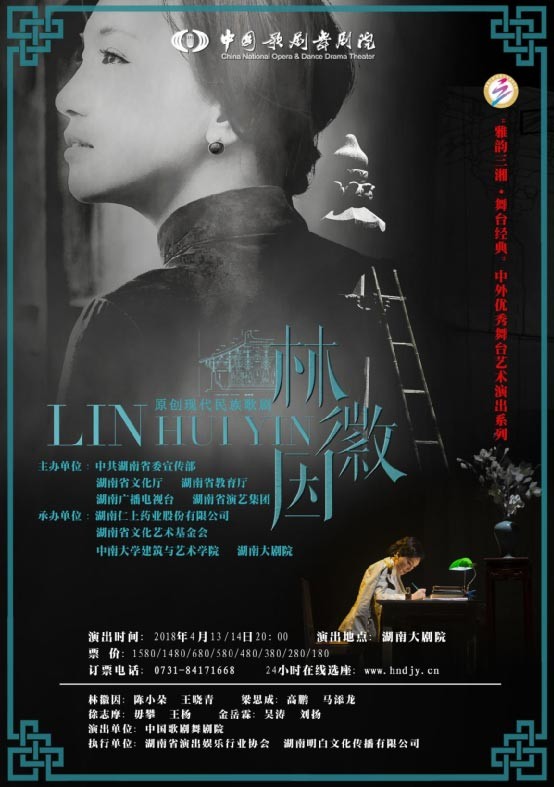 中国歌剧舞剧院
China National Opera & Dance Drama Theater
“雅韵三湘·舞台经典”中外优秀舞台艺术演出系列
原创现代民族歌剧
林徽因
LIN HUI YIN
主办单位：中共湖南省委宣传部
湖南省文化厅 湖南省教育厅
湖南广播电视台 湖南省演艺集团
承办单位：湖南仁上药业股份有限公司
湖南省文化艺术基金会
中南大学建筑与艺术学院 湖南大剧院
演出时间：2018年4月13/14日20：00 演出地点：湖南大剧院
票 价：1580/1480/680/580/480/380/280/180
订票电话：0731-84171668 24小时在线选座：www.hndjy.cn
林徽因：陈小朵 王晓青 梁思成：高鹏 马添龙
徐志摩：毋攀 王杨 金岳霖：吴涛 刘扬
演出单位：中国歌剧舞剧院
执行单位：湖南省演出娱乐行业协会 湖南明白文化传播有限公司